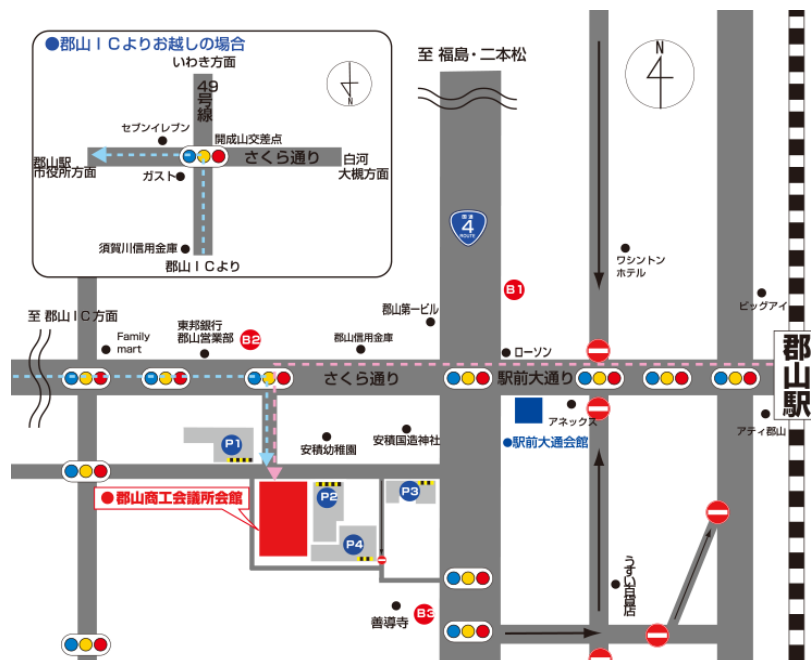 ●郡山ＩＣよりお越しの場合
いわき方面
49号線
N
セブンイレブン
開成山交差点
郡山駅
市役所方面
さくら通り
白河
大槻方面
ガスト
須賀川信用金庫
郡山ＩＣより
至 福島・二本松
N
国道
4
ROUTE
ワシントン
ホテル
B1
ビッグアイ
至 郡山ＩＣ方面
Family
mart
東邦銀行
郡山営業部
B2
郡山第一ビル
郡山信用金庫
ローソン
郡山駅
さくら通り
駅前大通り
アネックス
アティ郡山
●駅前大通会館
P1
安積幼稚園
安積国造神社
●郡山商工会議所会館
P2
P3
P4
うすい百貨店
善導寺
B3